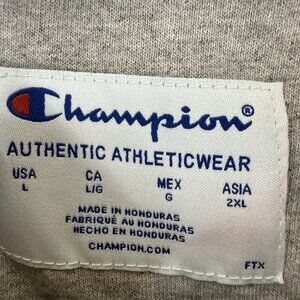 Champion®
AUTHENTIC ATHLETICWEAR
USA CA MEX ASIA
L L/G G 2XL
MADE IN HONDURAS
FABRIQUÉ AU HONDURAS
HECHO EN HONDURAS
CHAMPION.COM
FTX